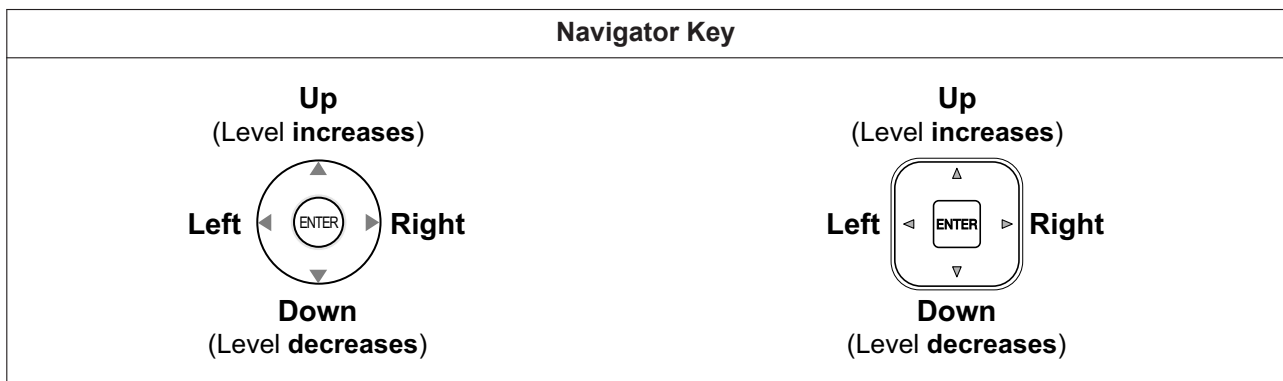 Navigator Key
Up
(Level increases)
Left
ENTER
Right
Down
(Level decreases)
Up
(Level increases)
Left
ENTER
Right
Down
(Level decreases)